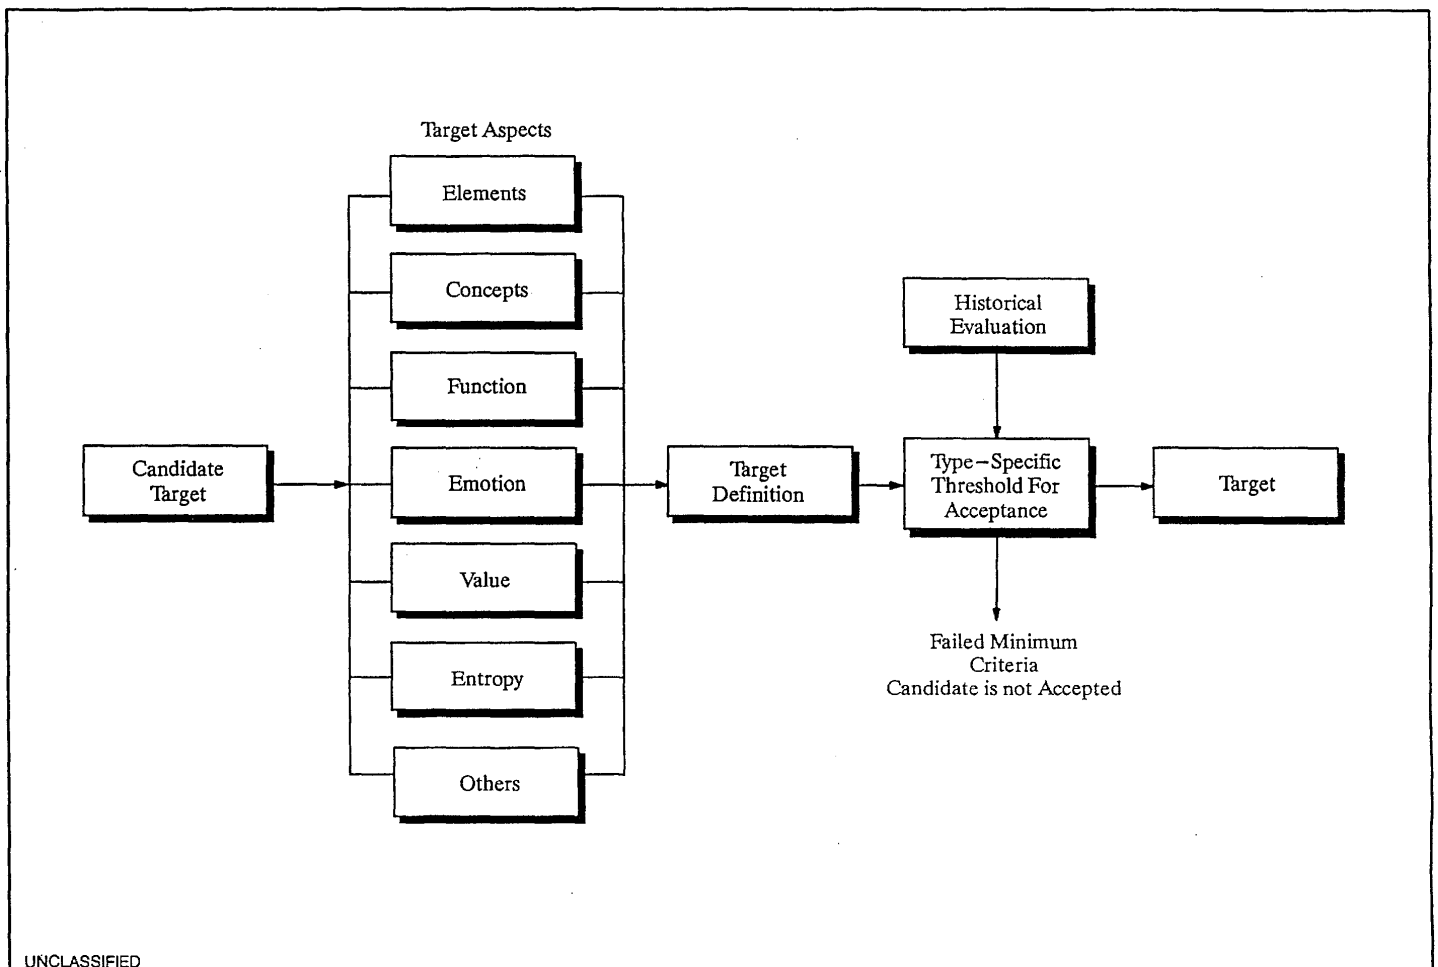 Target Aspects
Elements
Concepts
Function
Emotion
Value
Entropy
Others
Candidate
Target
Target
Definition
Historical
Evaluation
Type–Specific
Threshold For
Acceptance
Target
Failed Minimum
Criteria
Candidate is not Accepted
UNCLASSIFIED